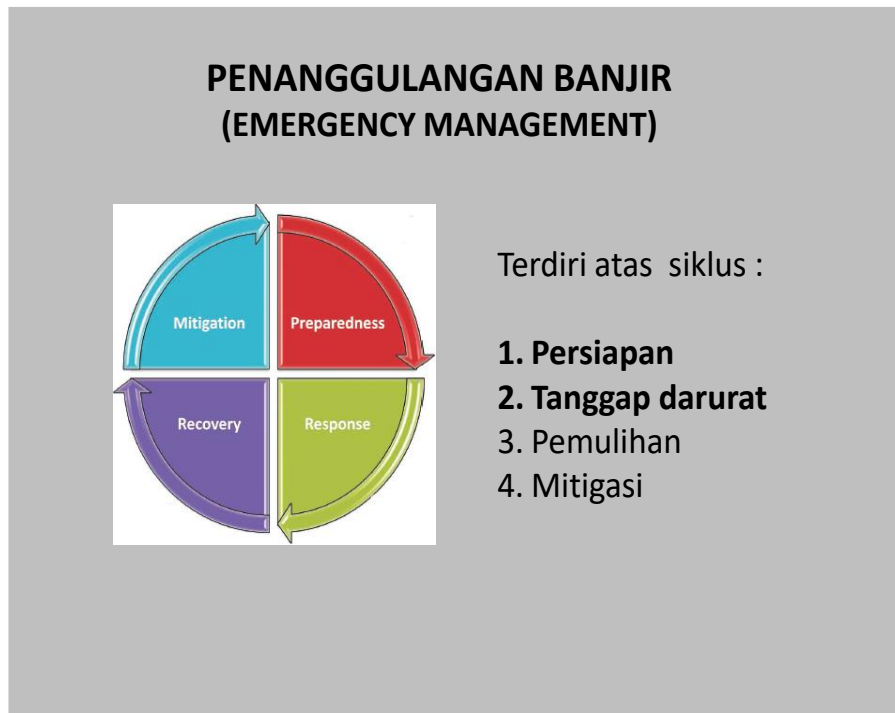 PENANGGULANGAN BANJIR
(EMERGENCY MANAGEMENT)
Mitigation
Preparedness
Recovery
Response
Terdiri atas siklus :
1. Persiapan
2. Tanggap darurat
3. Pemulihan
4. Mitigasi